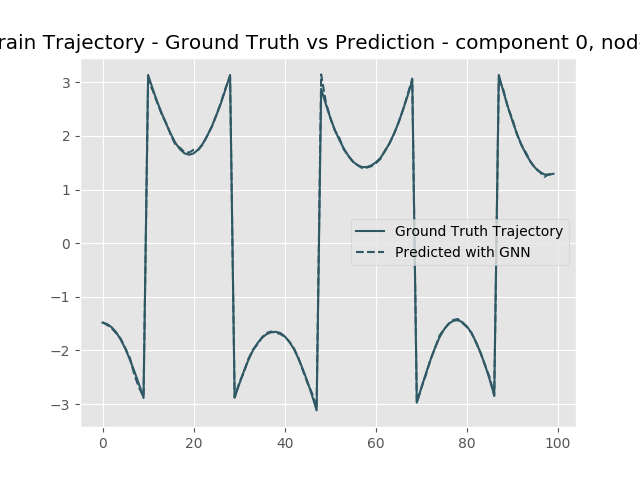 rain Trajectory - Ground Truth vs Prediction - component 0, nod
3
2
1
0
−1
−2
−3
Ground Truth Trajectory
Predicted with GNN
0 20 40 60 80 100